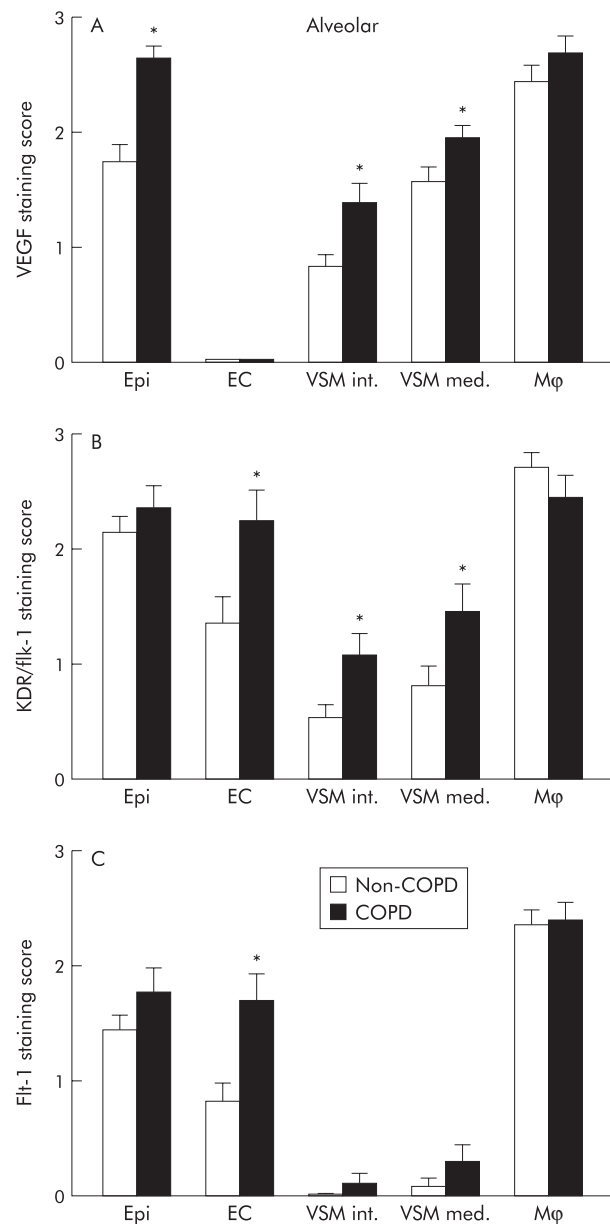 A
Alveolar
VEGF staining score
3
2
1
0
*
*
*
Epi
EC
VSM int.
VSM med.
Mφ
B
KDR/flk-1 staining score
3
2
1
0
*
*
*
Epi
EC
VSM int.
VSM med.
Mφ
C
Flt-1 staining score
3
2
1
0
*
Non-COPD
COPD
Epi
EC
VSM int.
VSM med.
Mφ